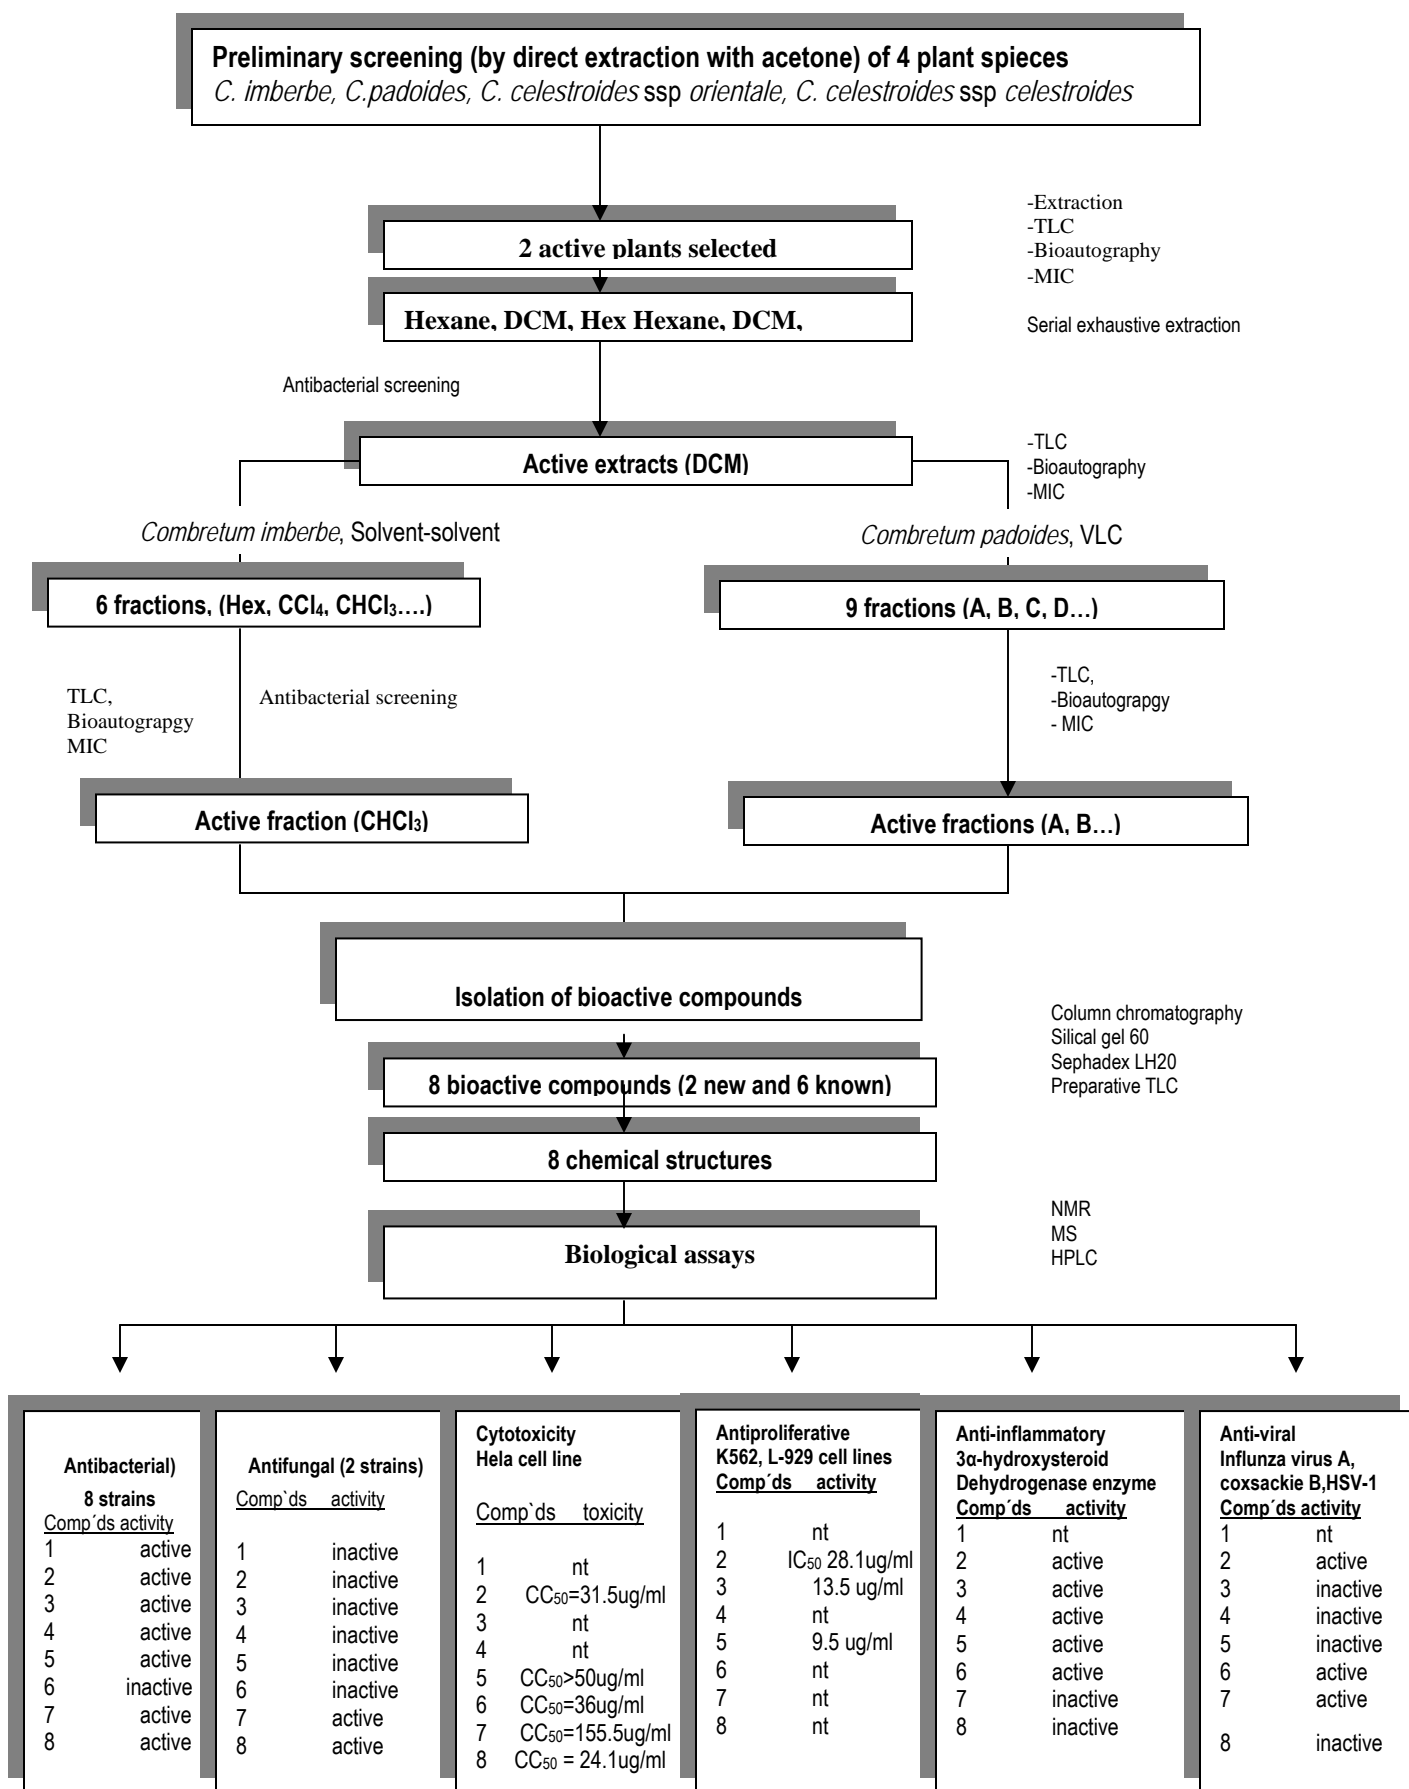 Preliminary screening (by direct extraction with acetone) of 4 plant spieces
C. imberbe, C.padoides, C. celestroides ssp orientale, C. celestroides ssp celestroides
-Extraction
-TLC
-Bioautography
-MIC
2 active plants selected
Hexane, DCM, Hex Hexane, DCM,
Serial exhaustive extraction
Antibacterial screening
Active extracts (DCM)
-TLC
-Bioautography
-MIC
Combretum imberbe, Solvent-solvent
Combretum padoides, VLC
6 fractions, (Hex, CCl₄, CHCl₃….)
9 fractions (A, B, C, D…)
TLC,
Bioautograpgy
MIC
Antibacterial screening
-TLC,
-Bioautograpgy
- MIC
Active fraction (CHCl₃)
Active fractions (A, B…)
Isolation of bioactive compounds
Column chromatography
Silical gel 60
Sephadex LH20
Preparative TLC
8 bioactive compounds (2 new and 6 known)
8 chemical structures
NMR
MS
HPLC
Biological assays
Antibacterial)
8 strains
Comp´ds activity
1 active
2 active
3 active
4 active
5 active
6 inactive
7 active
8 active
Antifungal (2 strains)
Comp`ds activity
1 inactive
2 inactive
3 inactive
4 inactive
5 inactive
6 inactive
7 active
8 active
Cytotoxicity
Hela cell line
Comp`ds toxicity
1 nt
2 CC₅₀=31.5ug/ml
3 nt
4 nt
5 CC₅₀>50ug/ml
6 CC₅₀=36ug/ml
7 CC₅₀=155.5ug/ml
8 CC₅₀ = 24.1ug/ml
Antiproliferative
K562, L-929 cell lines
Comp´ds activity
1 nt
2 IC₅₀ 28.1ug/ml
3 13.5 ug/ml
4 nt
5 9.5 ug/ml
6 nt
7 nt
8 nt
Anti-inflammatory
3α-hydroxysteroid
Dehydrogenase enzyme
Comp´ds activity
1 nt
2 active
3 active
4 active
5 active
6 active
7 inactive
8 inactive
Anti-viral
Influnza virus A,
coxsackie B,HSV-1
Comp´ds activity
1 nt
2 active
3 inactive
4 inactive
5 inactive
6 active
7 active
8 inactive